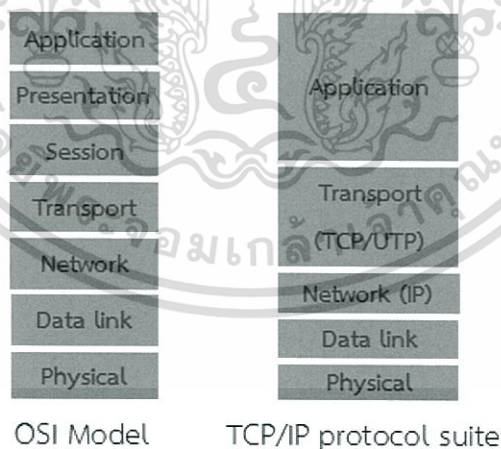 Application
Presentation
Session
Transport
Network
Data link
Physical
OSI Model
Application
Transport
(TCP/UTP)
Network (IP)
Data link
Physical
TCP/IP protocol suite